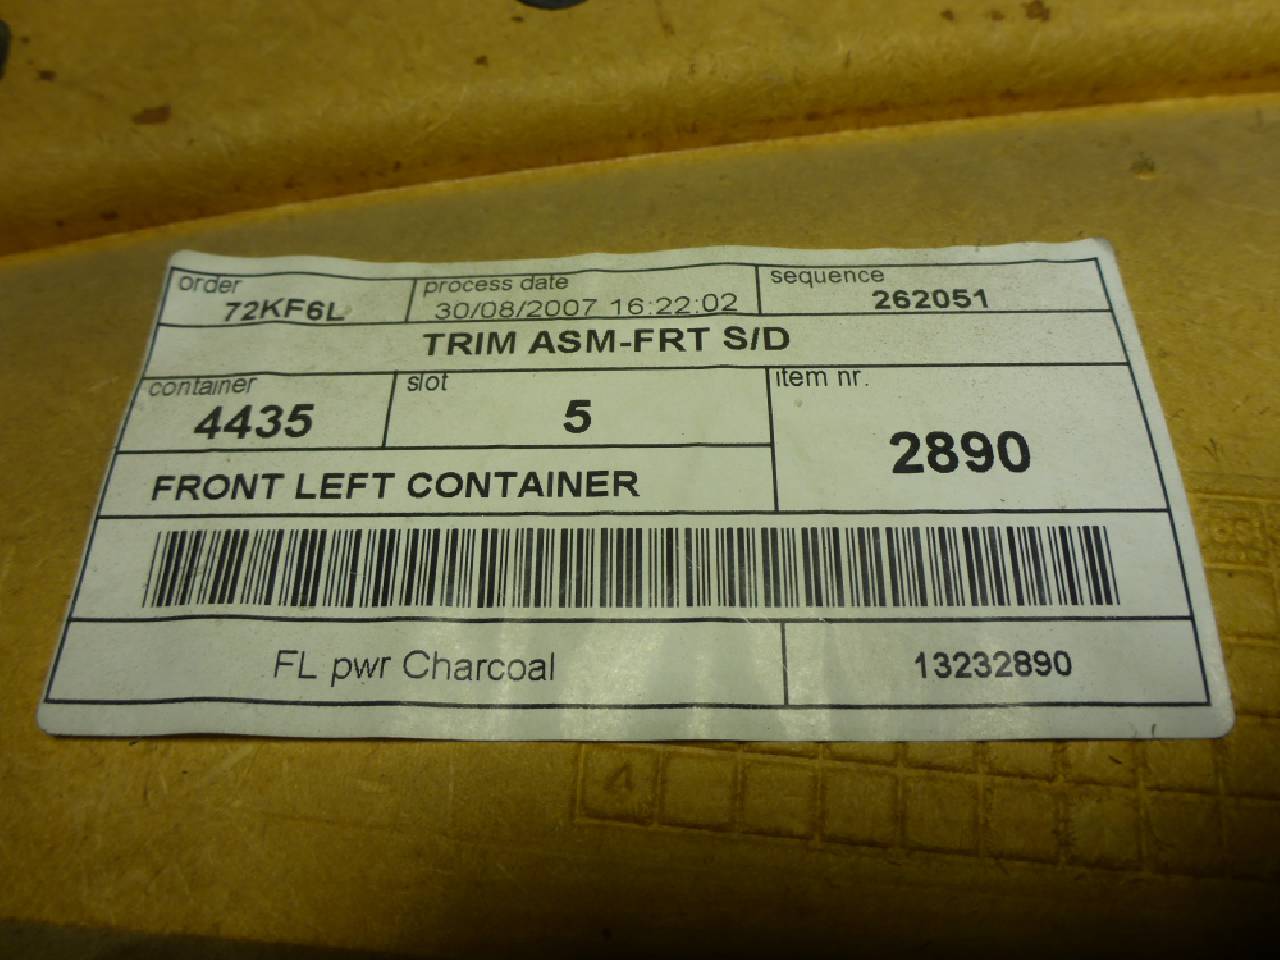 order process date sequence
72KF6L 30/08/2007 16:22:02 262051
TRIM ASM-FRT S/D
container slot item nr.
4435 5 2890
FRONT LEFT CONTAINER
FL pwr Charcoal 13232890
4